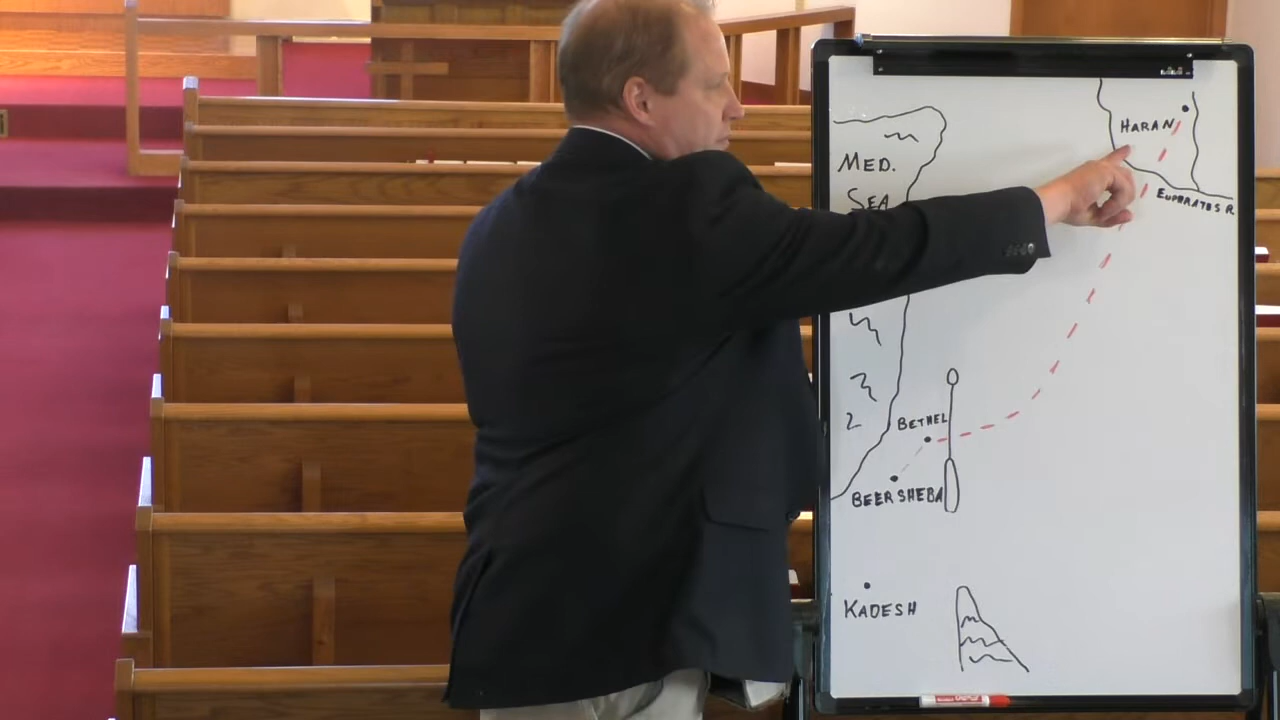 HARAN
MED.
SEA
EUPHRATES R
BETHEL
BEERSHEBA
KADESH